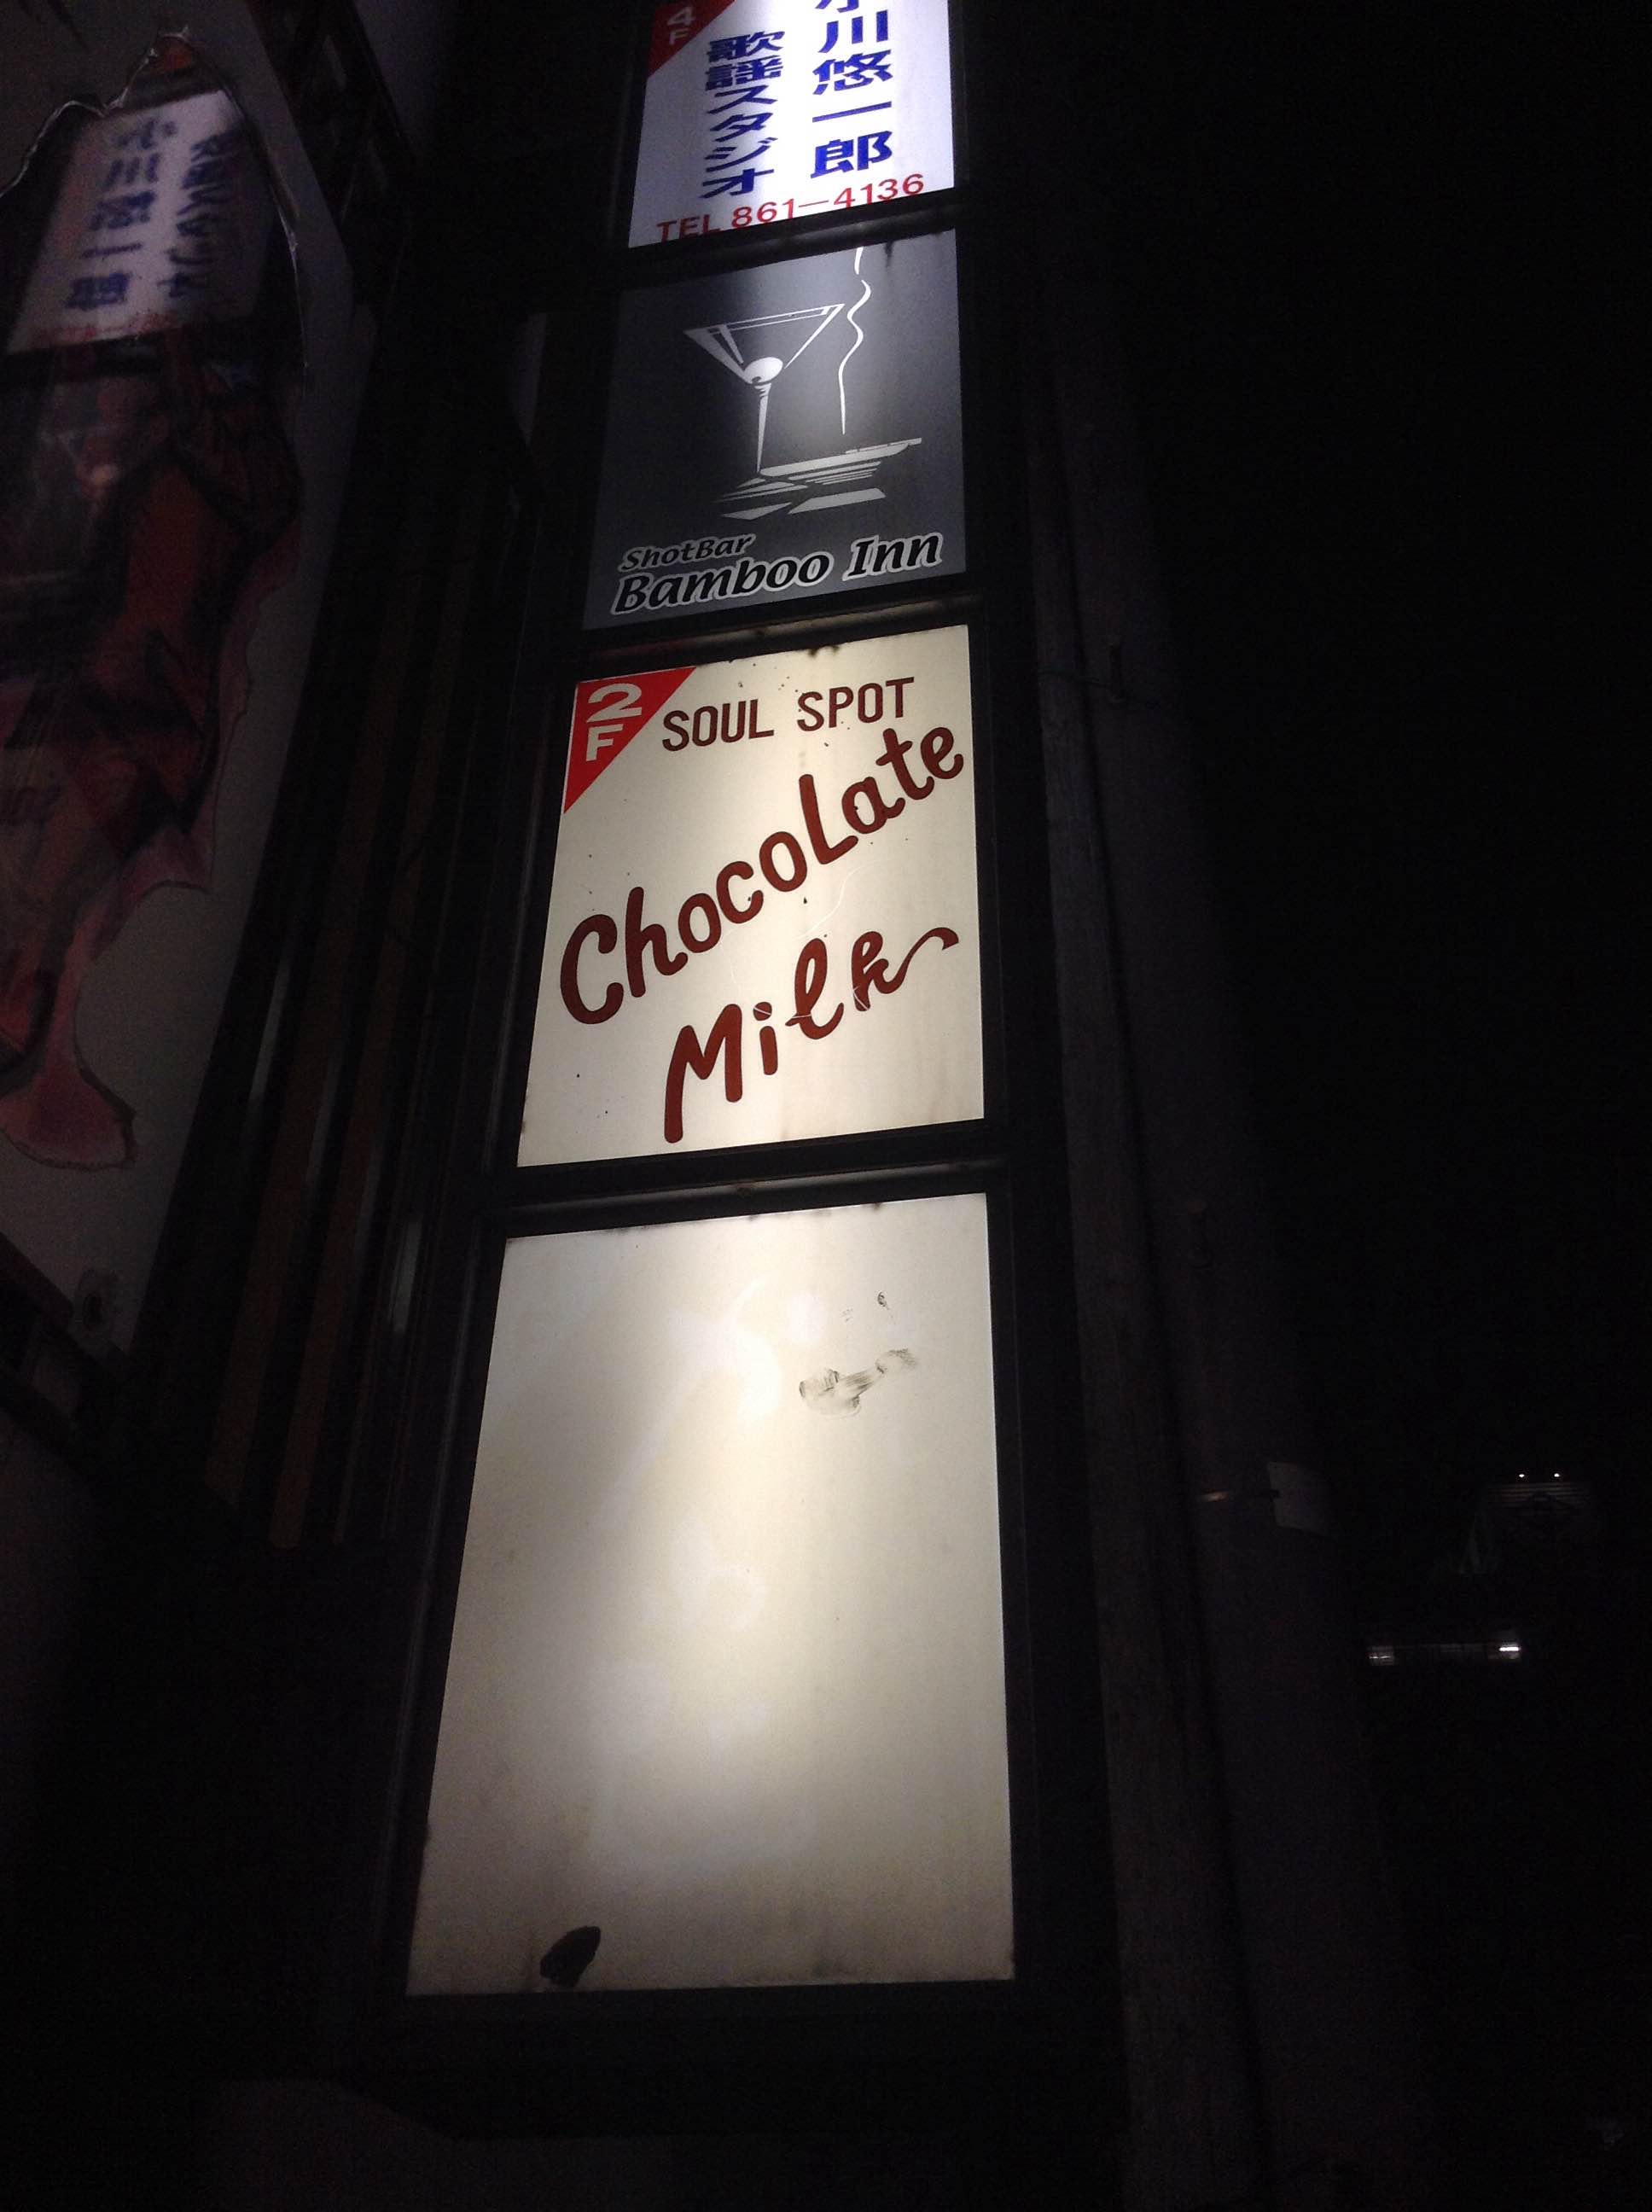 4F
小川悠一郎
歌謡スタジオ
TEL 861-4136
ShotBar
Bamboo Inn
2F
SOUL SPOT
Chocolate
Milk